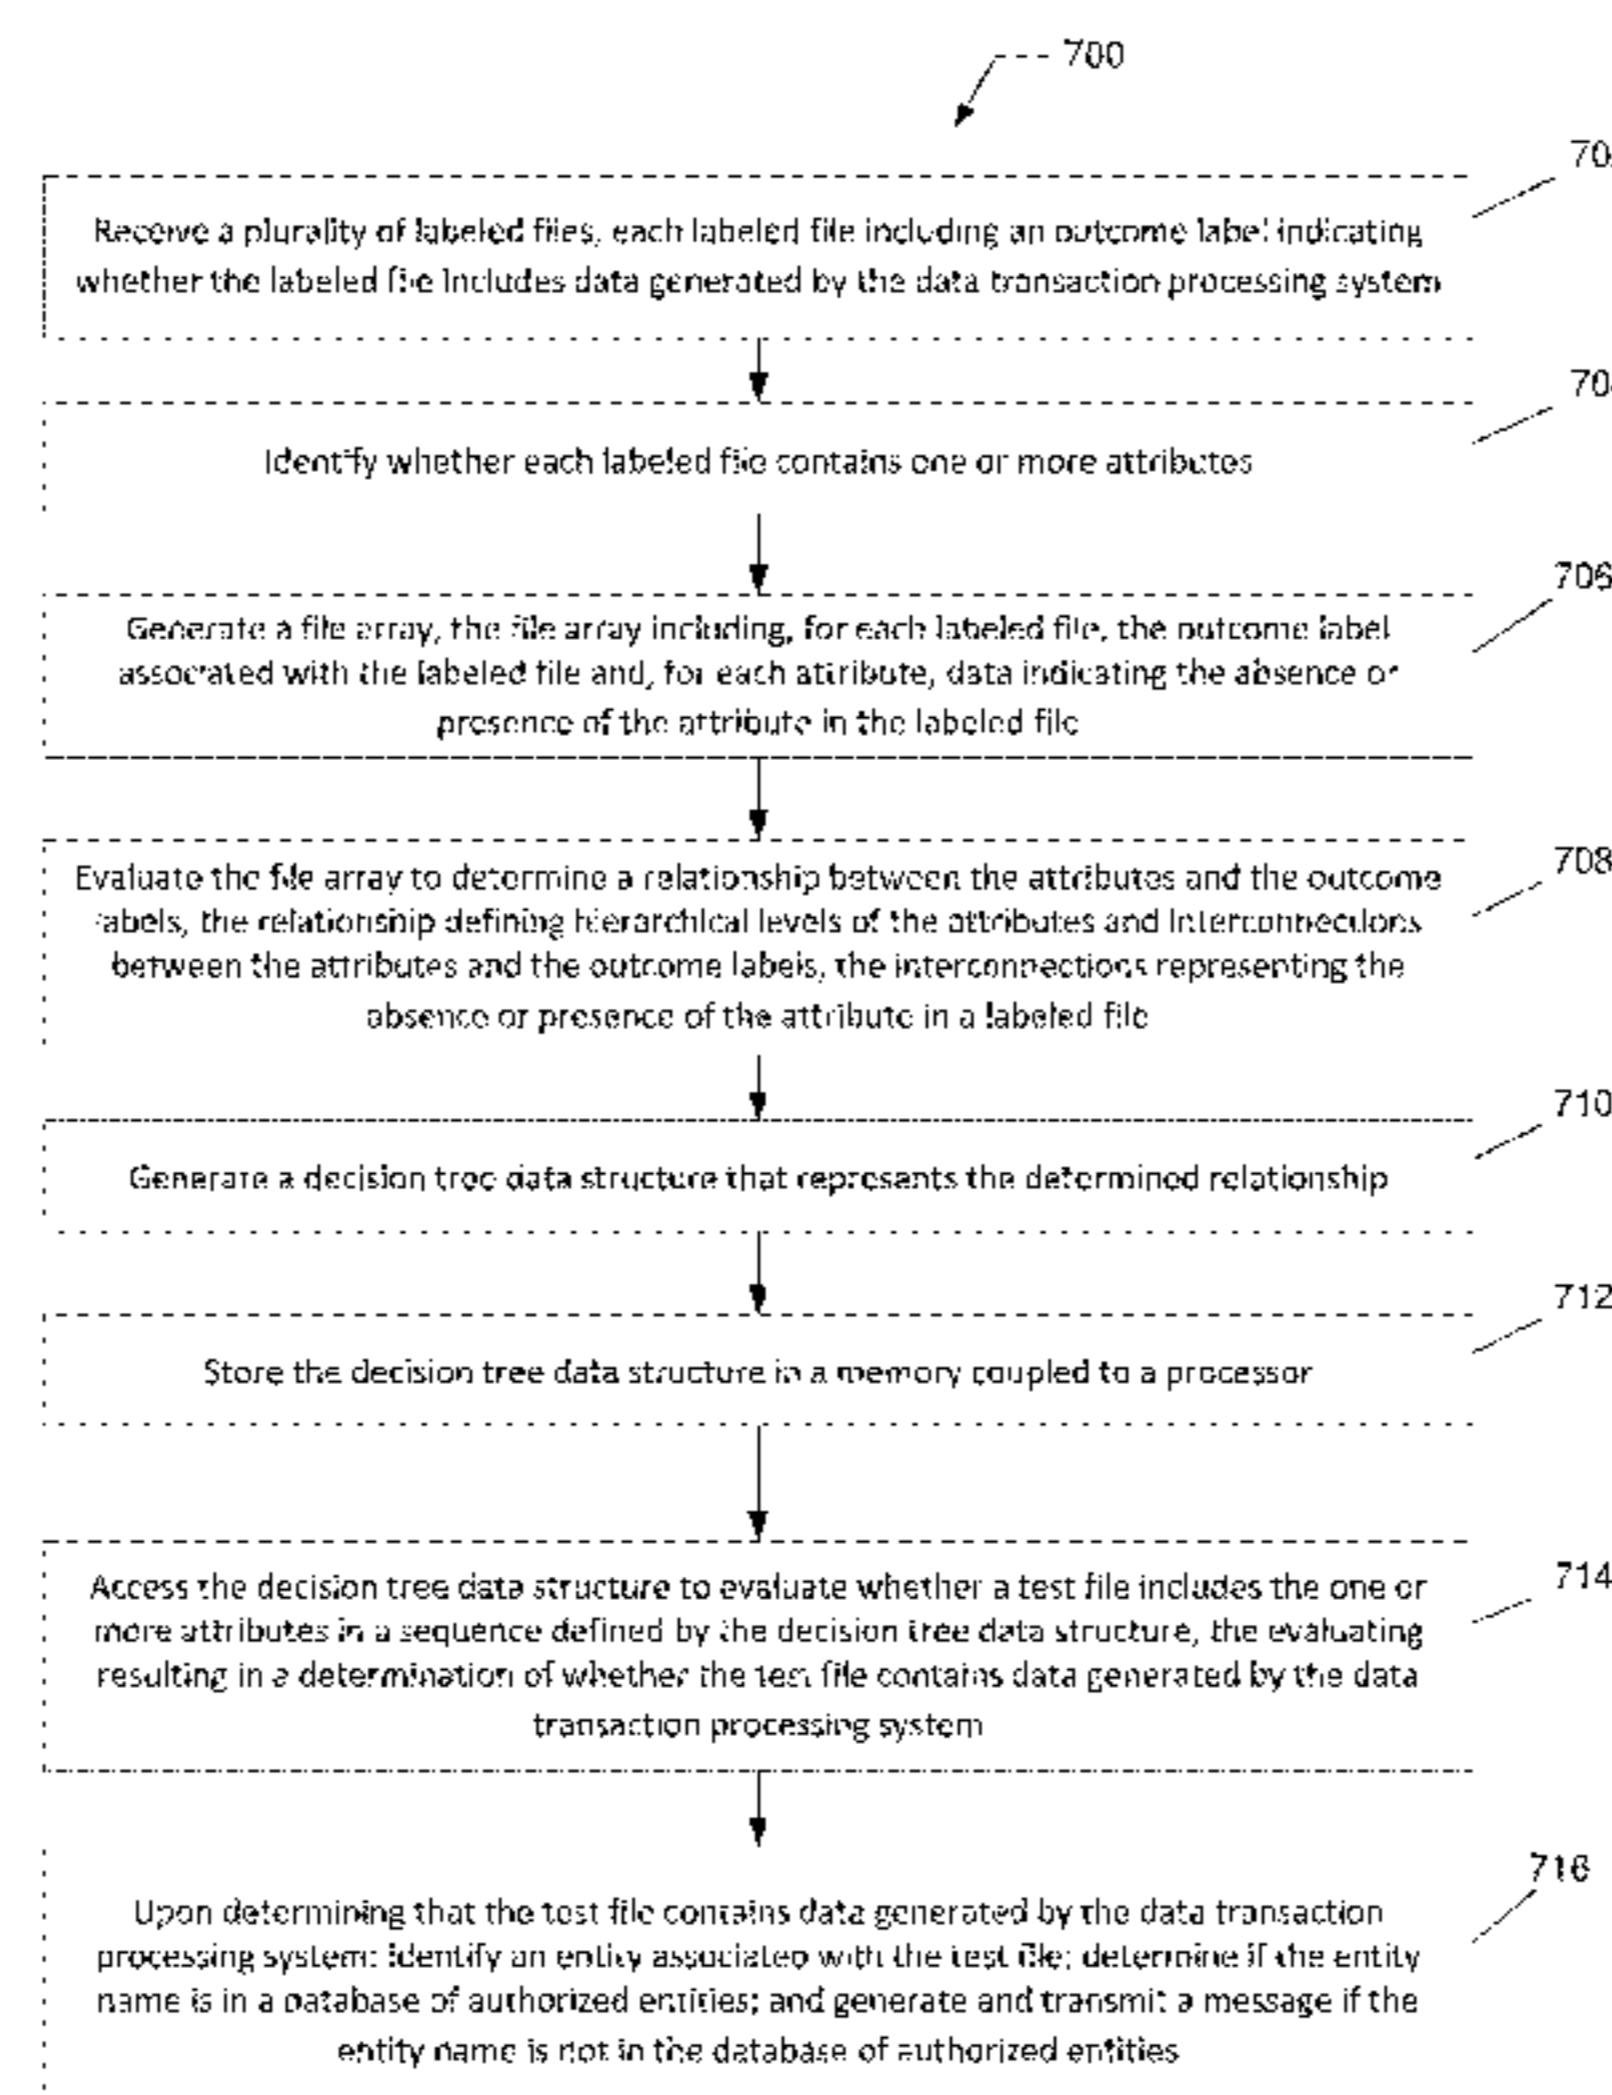 700
70
Receive a plurality of labeled files, each labeled file including an outcome label indicating
whether the labeled file includes data generated by the data transaction processing system
70
Identify whether each labeled file contains one or more attributes
706
Generate a file array, the file array including, for each labeled file, the outcome label
associated with the labeled file and, for each attribute, data indicating the absence or
presence of the attribute in the labeled file
708
Evaluate the file array to determine a relationship between the attributes and the outcome
labels, the relationship defining hierarchical levels of the attributes and interconnections
between the attributes and the outcome labels, the interconnections representing the
absence or presence of the attribute in a labeled file
710
Generate a decision tree data structure that represents the determined relationship
712
Store the decision tree data structure in a memory coupled to a processor
714
Access the decision tree data structure to evaluate whether a test file includes the one or
more attributes in a sequence defined by the decision tree data structure, the evaluating
resulting in a determination of whether the test file contains data generated by the data
transaction processing system
716
Upon determining that the test file contains data generated by the data transaction
processing system: identify an entity associated with the test file; determine if the entity
name is in a database of authorized entities; and generate and transmit a message if the
entity name is not in the database of authorized entities